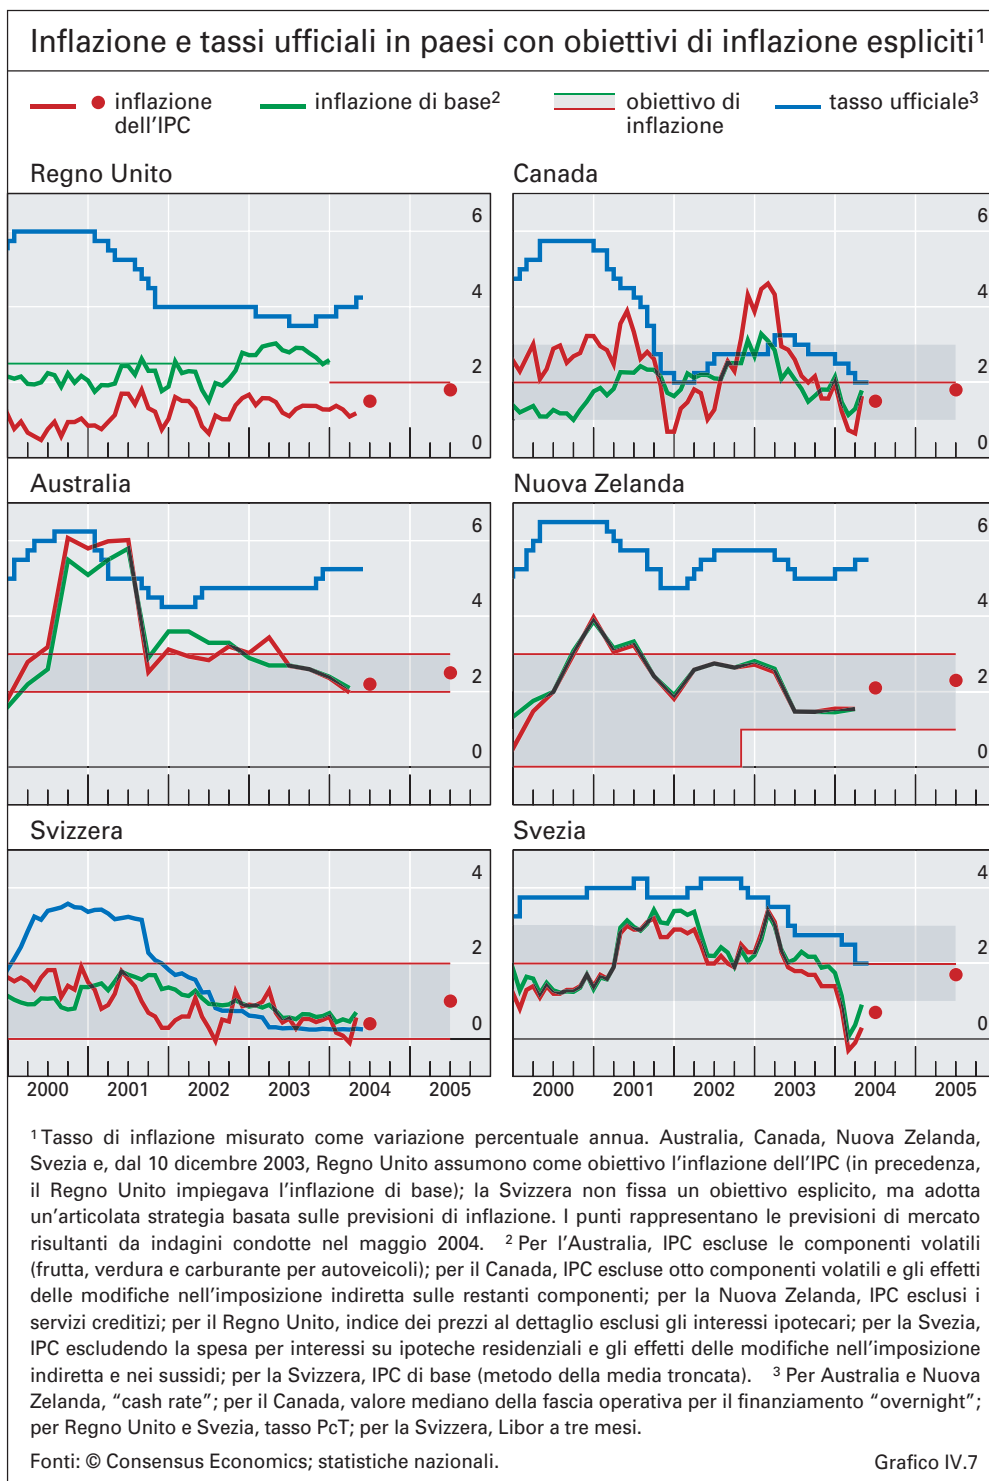 Inflazione e tassi ufficiali in paesi con obiettivi di inflazione espliciti¹
inflazione dell'IPC
inflazione di base²
obiettivo di inflazione
tasso ufficiale³
Regno Unito
Canada
6
6
4
4
2
2
0
0
Australia
Nuova Zelanda
6
6
4
4
2
2
0
0
Svizzera
Svezia
4
4
2
2
0
0
2000 2001 2002 2003 2004 2005
2000 2001 2002 2003 2004 2005
¹ Tasso di inflazione misurato come variazione percentuale annua. Australia, Canada, Nuova Zelanda,
Svezia e, dal 10 dicembre 2003, Regno Unito assumono come obiettivo l'inflazione dell'IPC (in precedenza,
il Regno Unito impiegava l'inflazione di base); la Svizzera non fissa un obiettivo esplicito, ma adotta
un'articolata strategia basata sulle previsioni di inflazione. I punti rappresentano le previsioni di mercato
risultanti da indagini condotte nel maggio 2004. ² Per l'Australia, IPC escluse le componenti volatili
(frutta, verdura e carburante per autoveicoli); per il Canada, IPC escluse otto componenti volatili e gli effetti
delle modifiche nell'imposizione indiretta sulle restanti componenti; per la Nuova Zelanda, IPC esclusi i
servizi creditizi; per il Regno Unito, indice dei prezzi al dettaglio esclusi gli interessi ipotecari; per la Svezia,
IPC escludendo la spesa per interessi su ipoteche residenziali e gli effetti delle modifiche nell'imposizione
indiretta e nei sussidi; per la Svizzera, IPC di base (metodo della media troncata). ³ Per Australia e Nuova
Zelanda, "cash rate"; per il Canada, valore mediano della fascia operativa per il finanziamento "overnight";
per Regno Unito e Svezia, tasso PcT; per la Svizzera, Libor a tre mesi.
Fonti: © Consensus Economics; statistiche nazionali.
Grafico IV.7